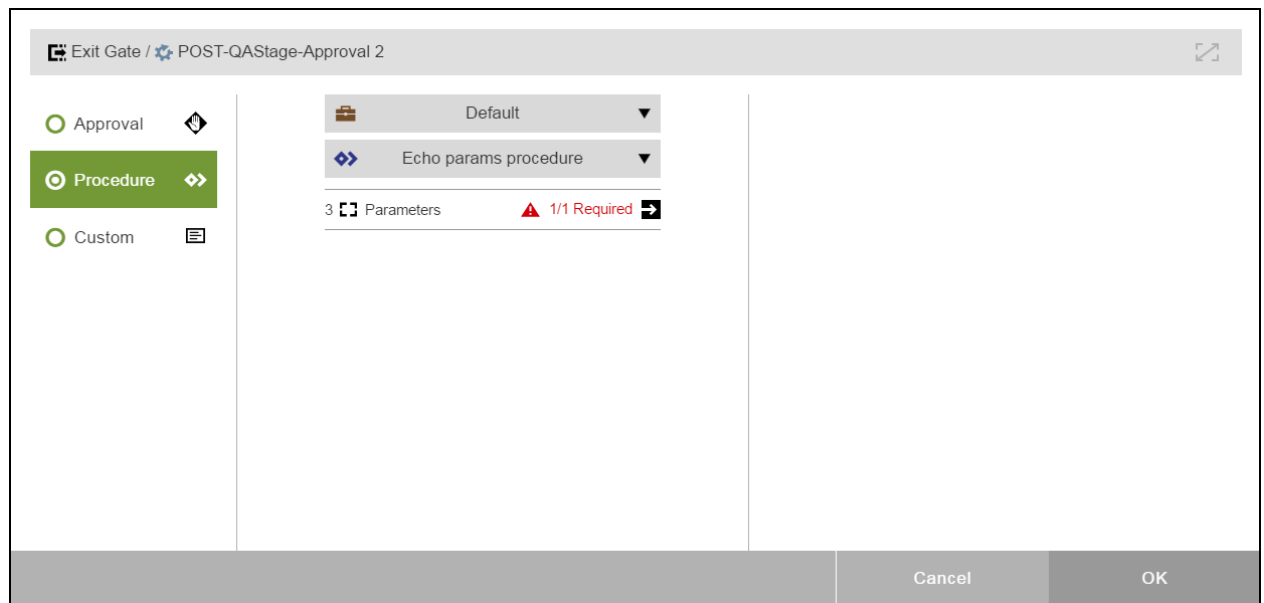 Exit Gate / POST-QAStage-Approval 2
Approval
Procedure
Custom
Default
Echo params procedure
3 Parameters 1/1 Required
Cancel OK